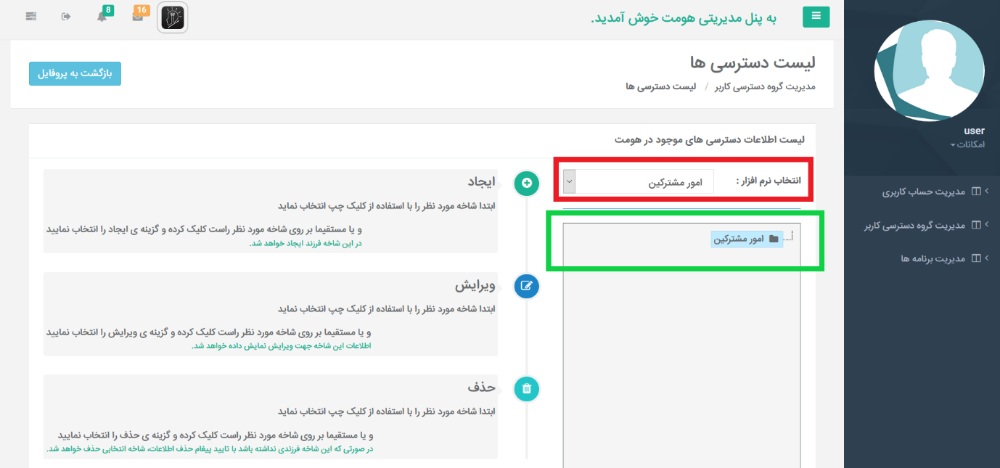 به پنل مدیریتی هومت خوش آمدید.
16
8
user
امکانات
مدیریت حساب کاربری
مدیریت گروه دسترسی کاربر
مدیریت برنامه ها
لیست دسترسی ها
مدیریت گروه دسترسی کاربر / لیست دسترسی ها
بازگشت به پروفایل
لیست اطلاعات دسترسی های موجود در هومت
انتخاب نرم افزار :
امور مشترکین
امور مشترکین
ایجاد
ابتدا شاخه مورد نظر را با استفاده از کلیک چپ انتخاب نماید
و یا مستقیما بر روی شاخه مورد نظر راست کلیک کرده و گزینه ی ایجاد را انتخاب نمایید
در این شاخه فرزند ایجاد خواهد شد.
ویرایش
ابتدا شاخه مورد نظر را با استفاده از کلیک چپ انتخاب نماید
و یا مستقیما بر روی شاخه مورد نظر راست کلیک کرده و گزینه ی ویرایش را انتخاب نمایید
اطلاعات این شاخه جهت ویرایش نمایش داده خواهد شد.
حذف
ابتدا شاخه مورد نظر را با استفاده از کلیک چپ انتخاب نماید
و یا مستقیما بر روی شاخه مورد نظر راست کلیک کرده و گزینه ی حذف را انتخاب نمایید
در صورتی که این شاخه فرزندی نداشته باشد با تایید پیغام حذف اطلاعات، شاخه انتخابی حذف خواهد شد.